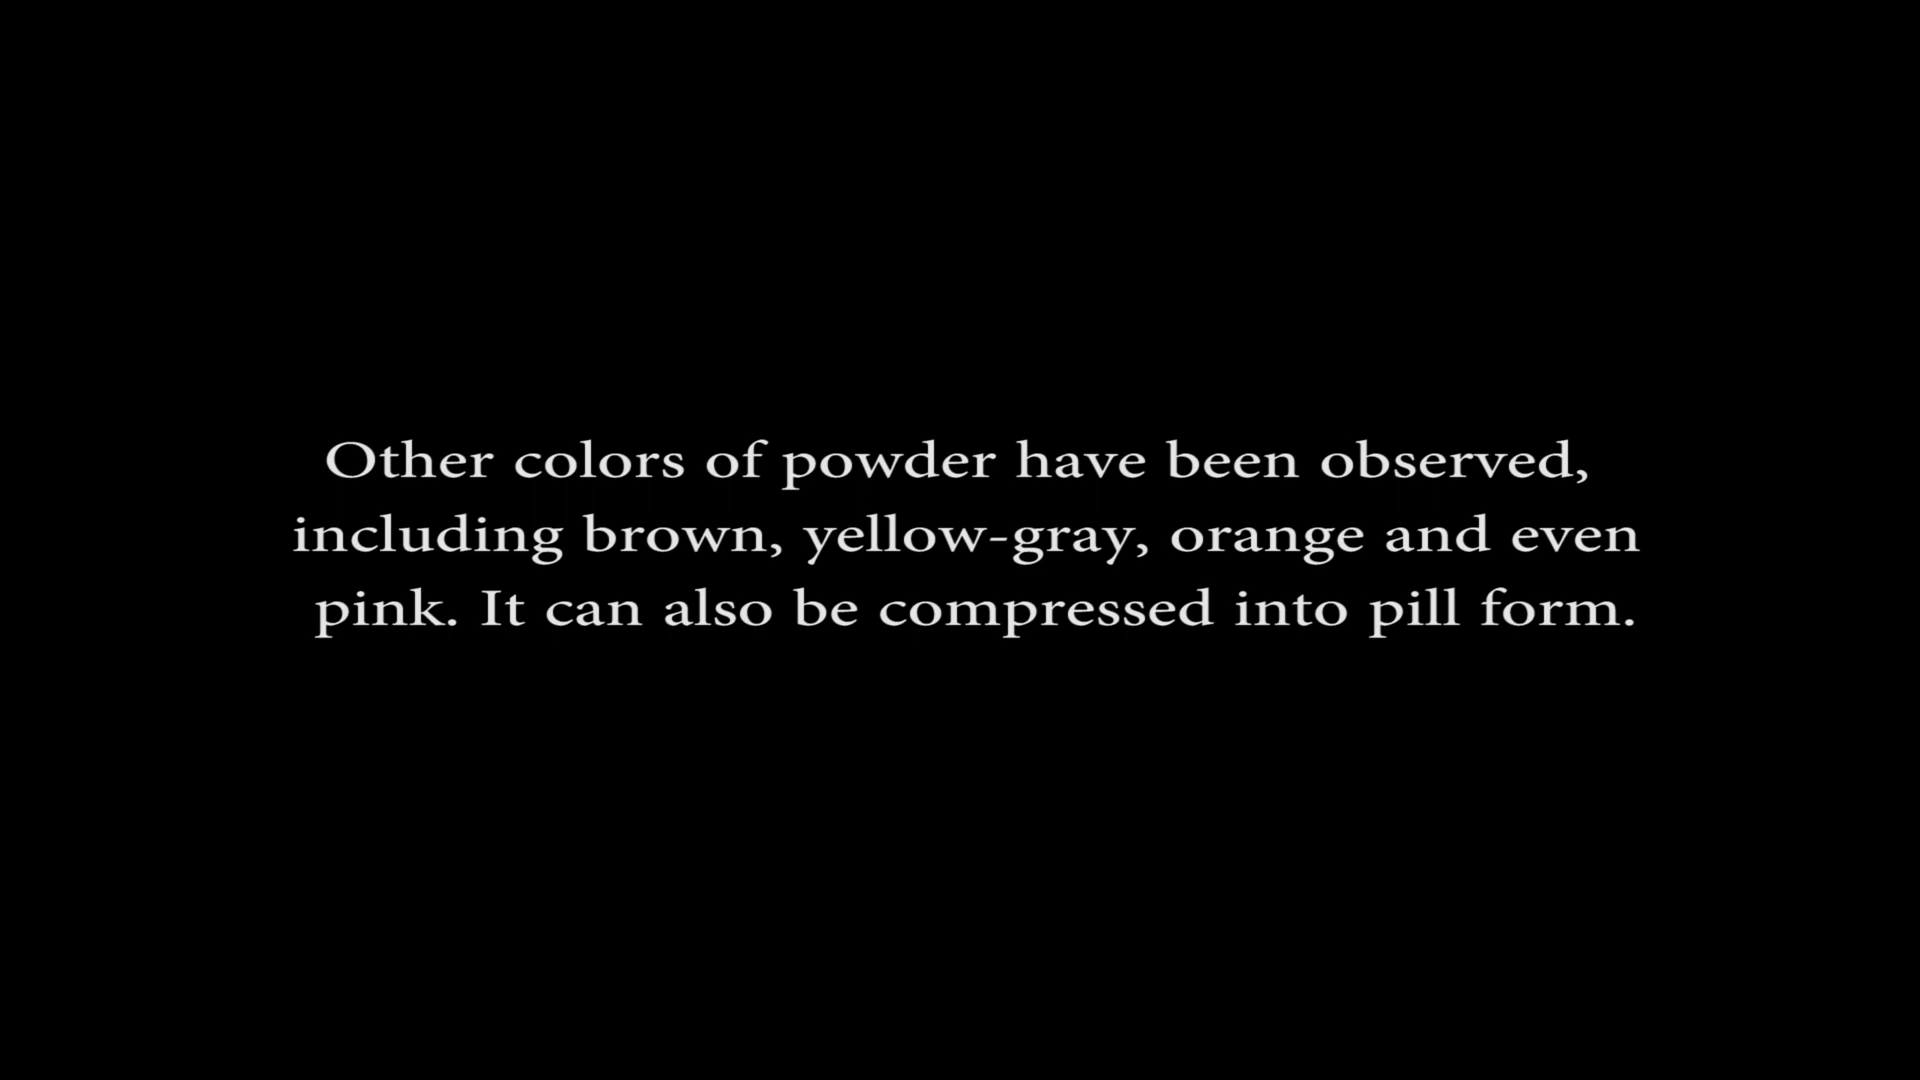 Other colors of powder have been observed,
including brown, yellow-gray, orange and even
pink. It can also be compressed into pill form.